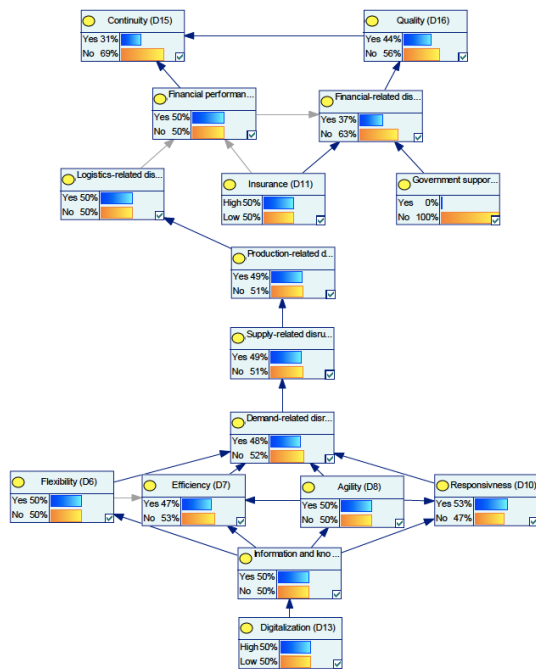 Continuity (D15)
Yes 31%
No 69%
Quality (D16)
Yes 44%
No 56%
Financial performan...
Yes 50%
No 50%
Financial-related dis...
Yes 37%
No 63%
Logistics-related dis...
Yes 50%
No 50%
Insurance (D11)
High 50%
Low 50%
Government suppor...
Yes 0%
No 100%
Production-related d...
Yes 49%
No 51%
Supply-related disru...
Yes 49%
No 51%
Demand-related disr...
Yes 48%
No 52%
Flexibility (D6)
Yes 50%
No 50%
Efficiency (D7)
Yes 47%
No 53%
Agility (D8)
Yes 50%
No 50%
Responsivness (D10)
Yes 53%
No 47%
Information and kno...
Yes 50%
No 50%
Digitalization (D13)
High 50%
Low 50%